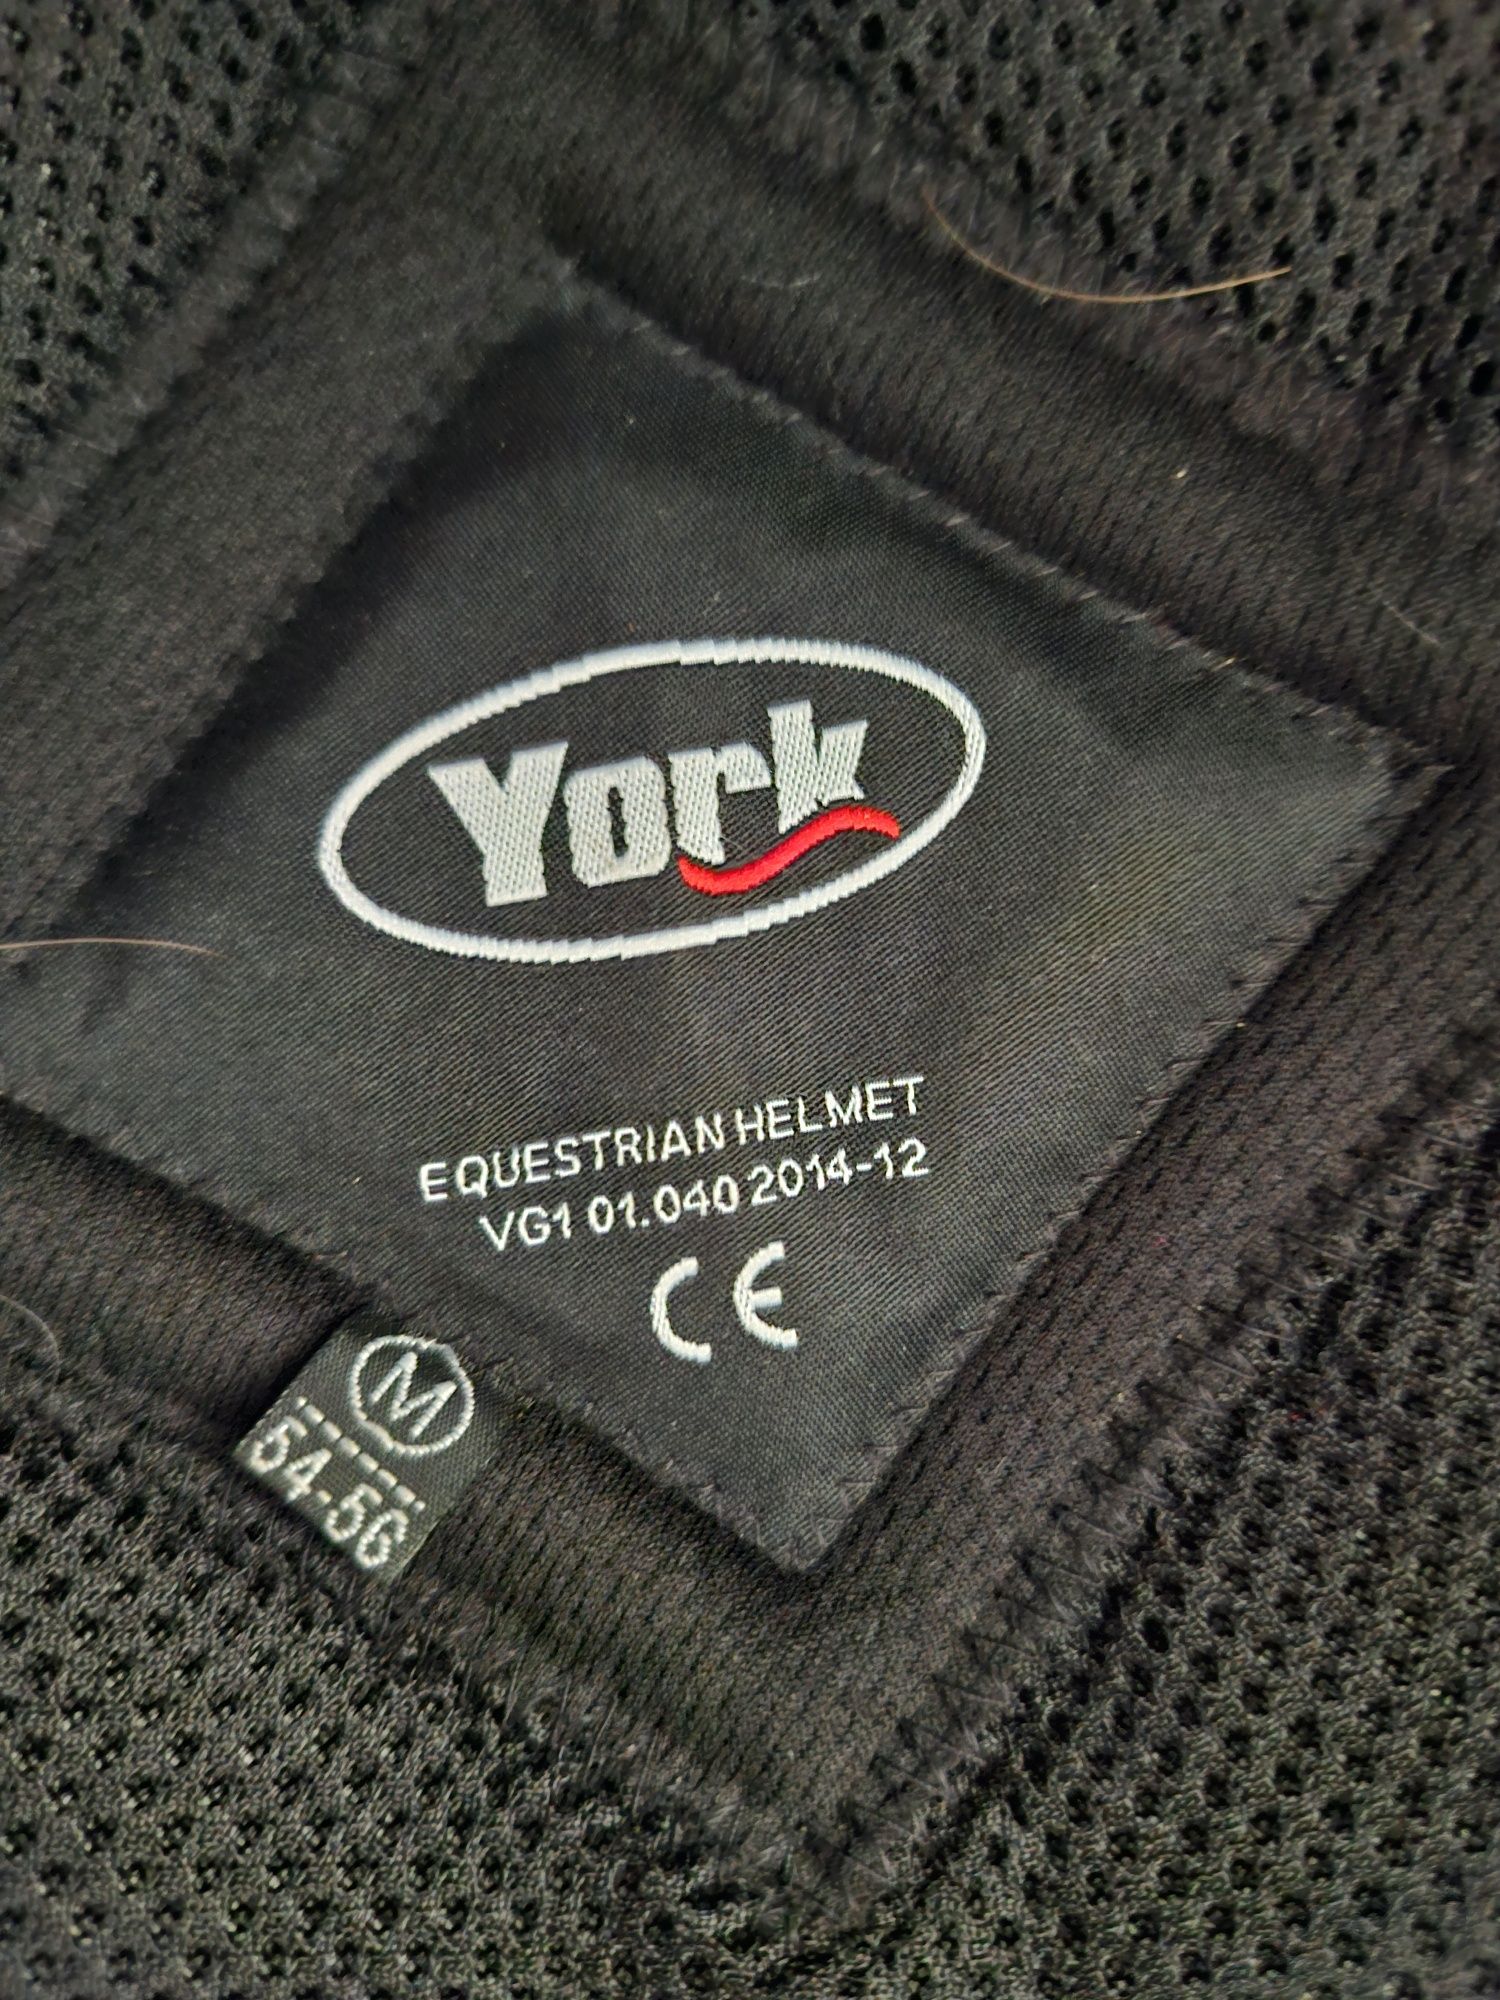 York
EQUESTRIAN HELMET
VG1 01.040 2014-12
CE
M
54-56